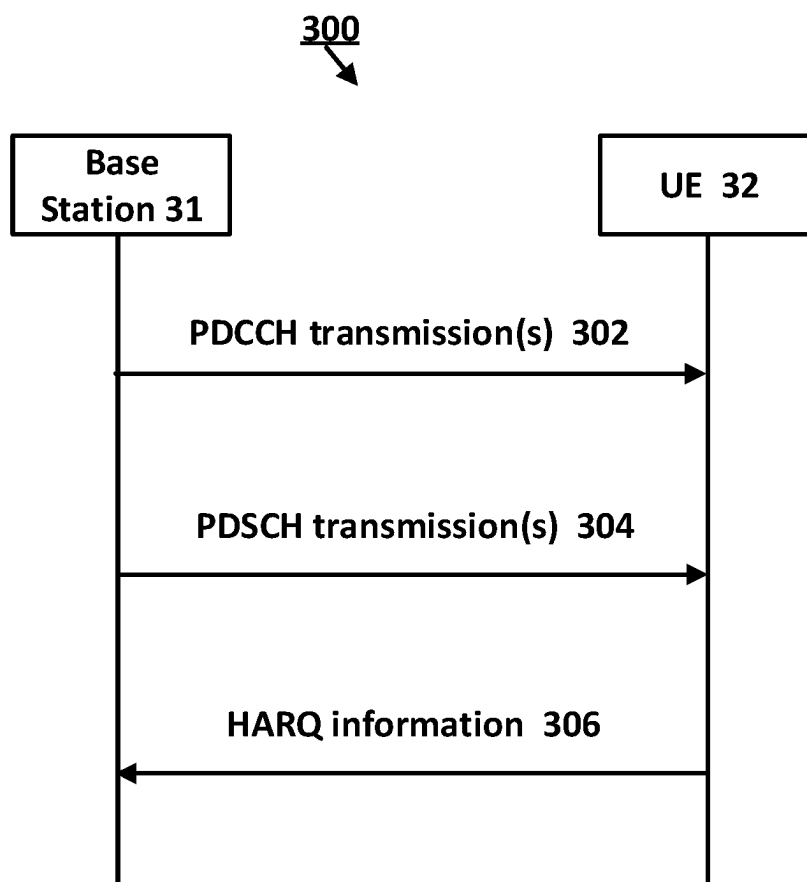 300
Base
Station 31
UE 32
PDCCH transmission(s) 302
PDSCH transmission(s) 304
HARQ information 306